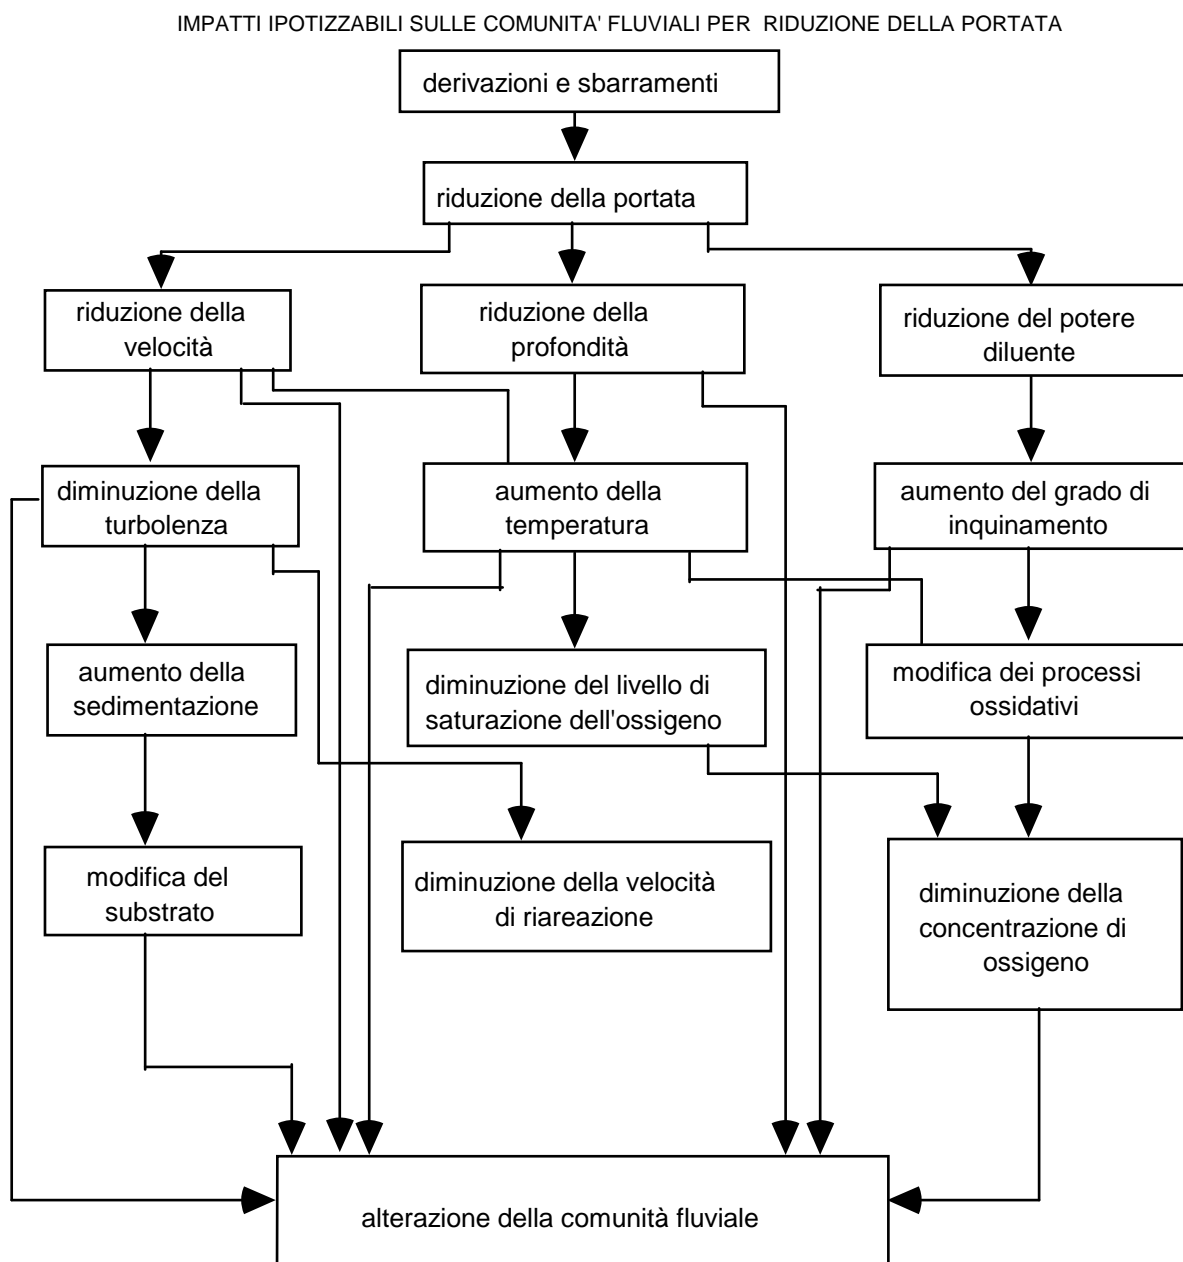 IMPATTI IPOTIZZABILI SULLE COMUNITA' FLUVIALI PER RIDUZIONE DELLA PORTATA
derivazioni e sbarramenti
riduzione della portata
riduzione della
velocità
riduzione della
profondità
riduzione del potere
diluente
diminuzione della
turbolenza
aumento della
temperatura
aumento del grado di
inquinamento
aumento della
sedimentazione
diminuzione del livello di
saturazione dell'ossigeno
modifica dei processi
ossidativi
modifica del
substrato
diminuzione della velocità
di riareazione
diminuzione della
concentrazione di
ossigeno
alterazione della comunità fluviale